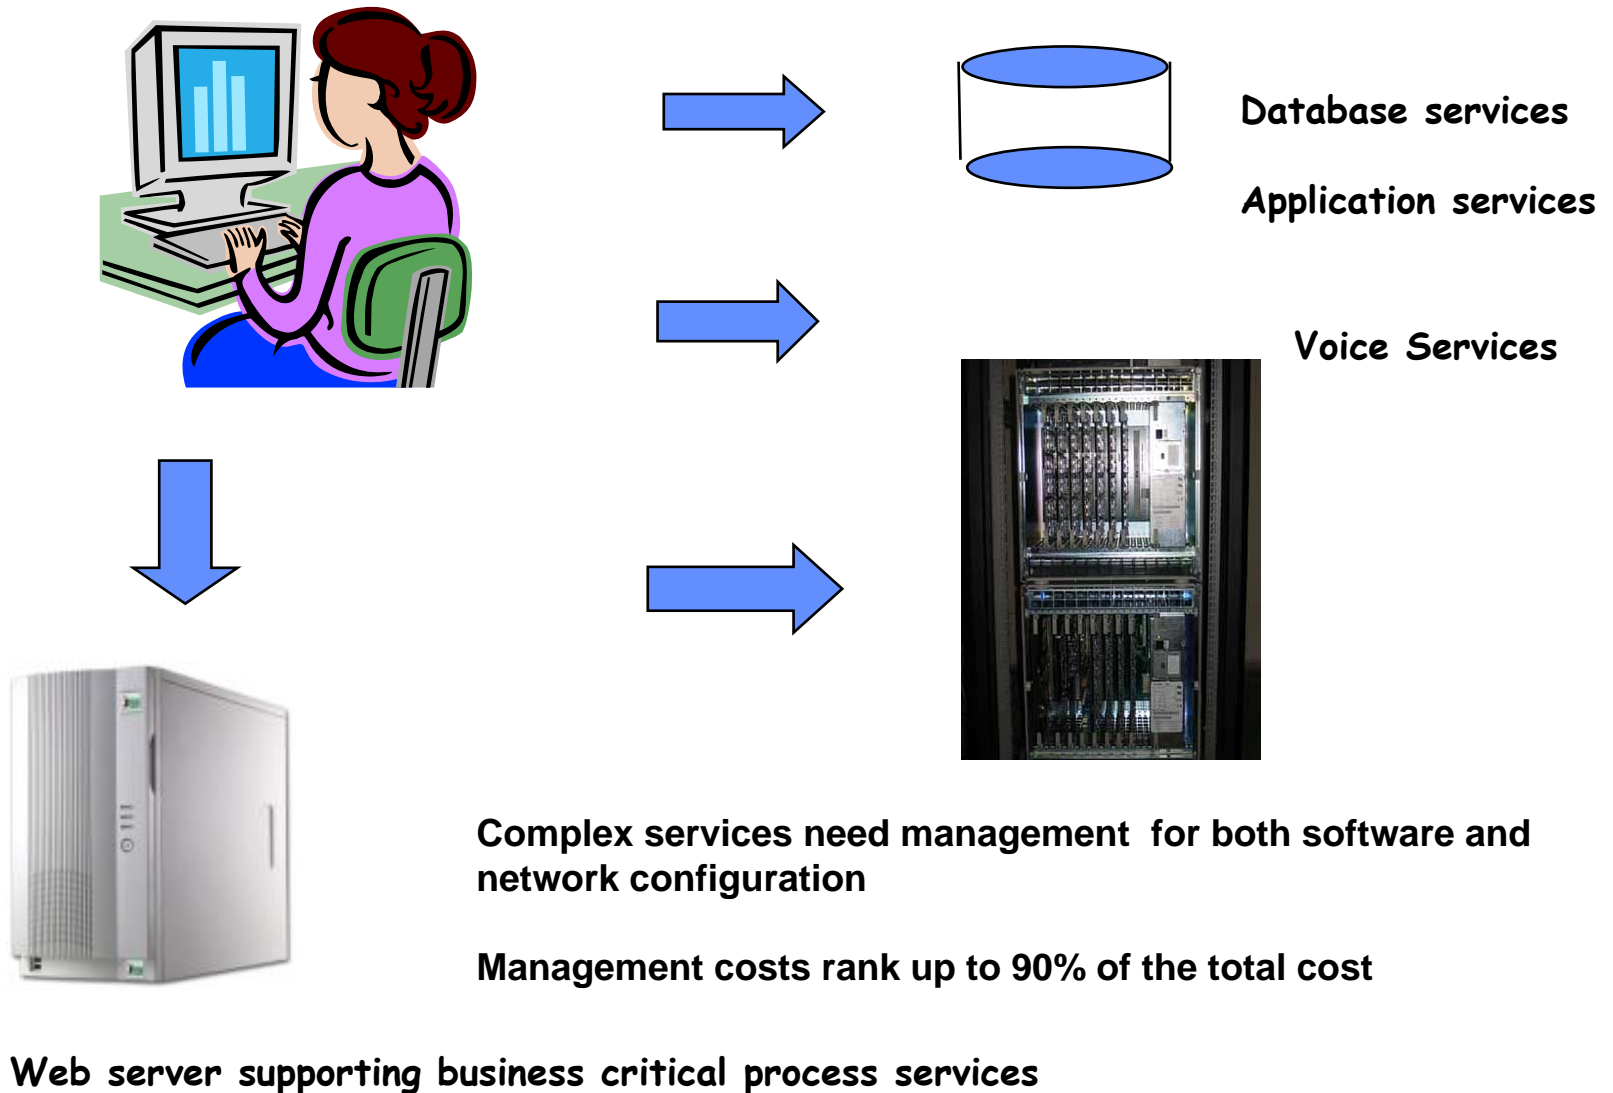 Database services
Application services
Voice Services
Complex services need management for both software and
network configuration
Management costs rank up to 90% of the total cost
Web server supporting business critical process services